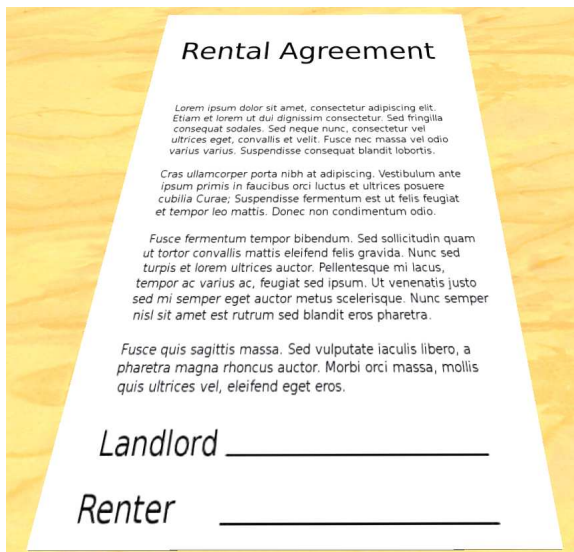 Rental Agreement
Lorem ipsum dolor sit amet, consectetur adipiscing elit.
Etiam et lorem ut dui dignissim consectetur. Sed fringilla
consequat sodales. Sed neque nunc, consectetur vel
ultrices eget, convallis et velit. Fusce nec massa vel odio
varius varius. Suspendisse consequat blandit lobortis.
Cras ullamcorper porta nibh at adipiscing. Vestibulum ante
ipsum primis in faucibus orci luctus et ultrices posuere
cubilia Curae; Suspendisse fermentum est ut felis feugiat
et tempor leo mattis. Donec non condimentum odio.
Fusce fermentum tempor bibendum. Sed sollicitudin quam
ut tortor convallis mattis eleifend felis gravida. Nunc sed
turpis et lorem ultrices auctor. Pellentesque mi lacus,
tempor ac varius ac, feugiat sed ipsum. Ut venenatis justo
sed mi semper eget auctor metus scelerisque. Nunc semper
nisl sit amet est rutrum sed blandit eros pharetra.
Fusce quis sagittis massa. Sed vulputate iaculis libero, a
pharetra magna rhoncus auctor. Morbi orci massa, mollis
quis ultrices vel, eleifend eget eros.
Landlord
Renter